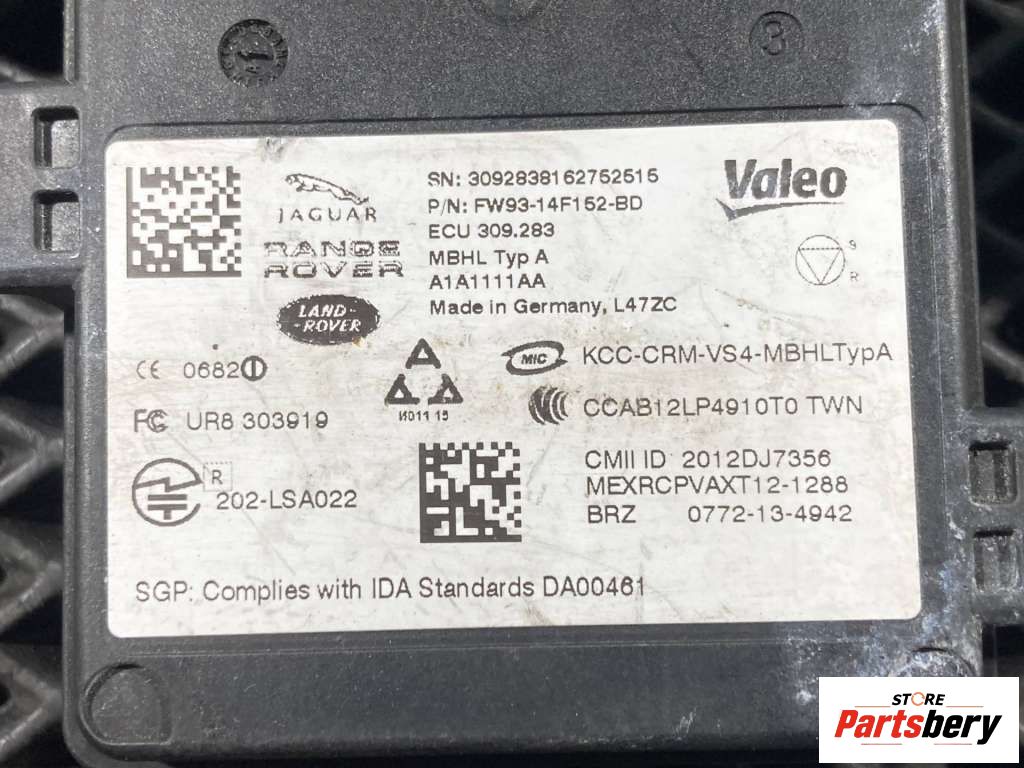 3
JAGUAR
RANGE
ROVER
LAND-
-ROVER
SN: 3092838162752515
P/N: FW93-14F152-BD
ECU 309.283
MBHL Typ A
A1A1111AA
Made in Germany, L47ZC
Valeo
9
R
CE 0682
FC UR8 303919
R
202-LSA022
A
MIC KCC-CRM-VS4-MBHLTypA
CCAB12LP4910T0 TWN
CMII ID 2012DJ7356
MEXRCPVAXT12-1288
BRZ 0772-13-4942
SGP: Complies with IDA Standards DA00461
STORE
Partsbery